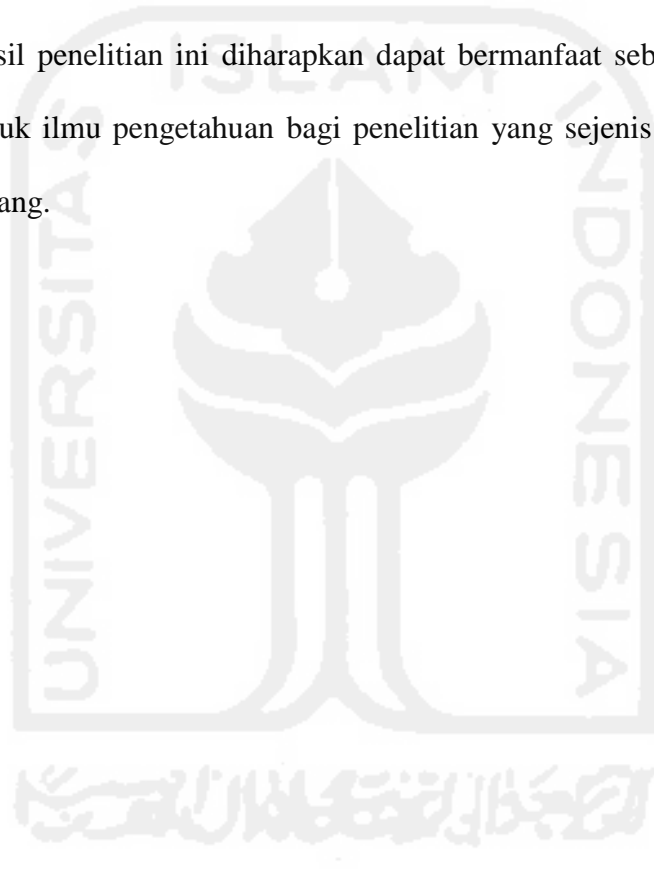 sil penelitian ini diharapkan dapat bermanfaat seb
uk ilmu pengetahuan bagi penelitian yang sejenis
ang.
UNIVERSITAS
ISLAM
INDONESIA